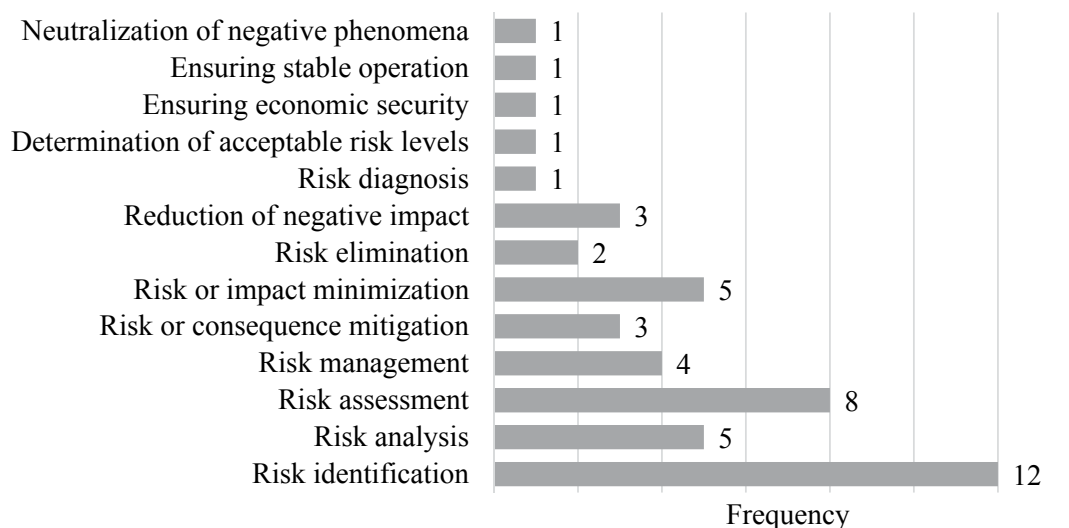 Neutralization of negative phenomena 1
Ensuring stable operation 1
Ensuring economic security 1
Determination of acceptable risk levels 1
Risk diagnosis 1
Reduction of negative impact 3
Risk elimination 2
Risk or impact minimization 5
Risk or consequence mitigation 3
Risk management 4
Risk assessment 8
Risk analysis 5
Risk identification 12
Frequency